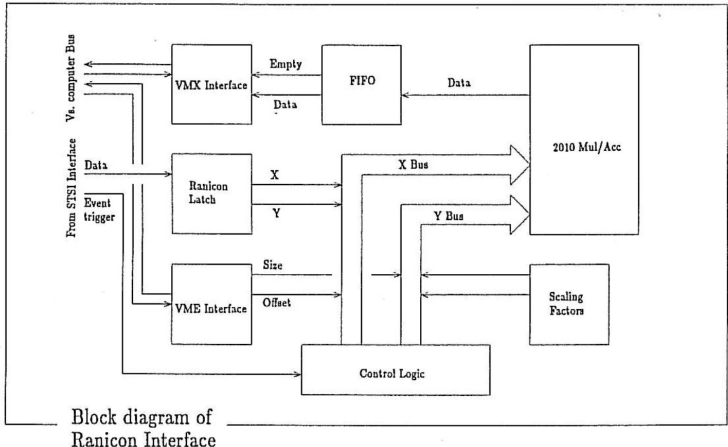 Vs. computer Bus
VMX Interface
Empty
Data
FIFO
Data
2010 Mul/Acc
From STSI Interface
Data
Event
trigger
Ranicon
Latch
X
Y
X Bus
Y Bus
VME Interface
Size
Offset
Scaling
Factors
Control Logic
Block diagram of
Ranicon Interface